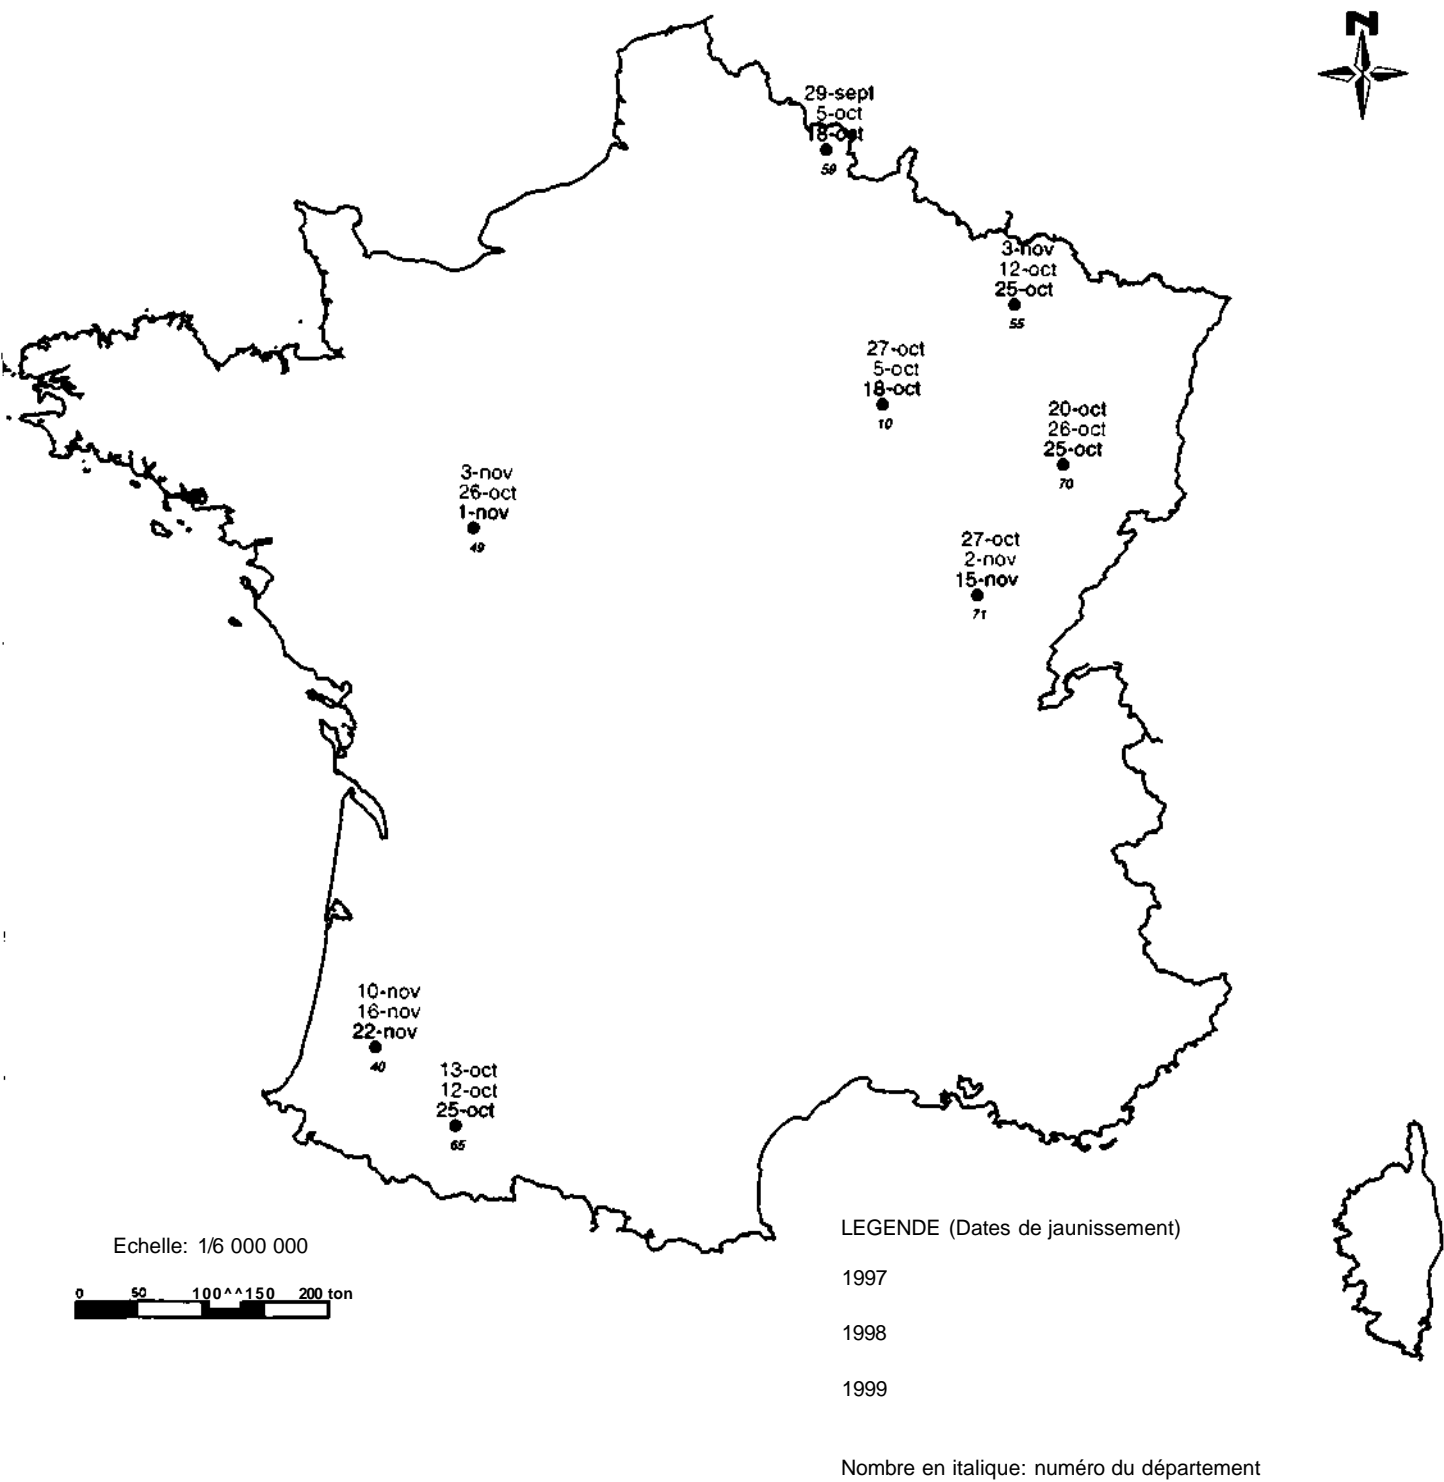 N
29-sept
5-oct
18-oct
59
3-nov
12-oct
25-oct
55
27-oct
5-oct
18-oct
10
20-oct
26-oct
25-oct
70
3-nov
26-oct
1-nov
49
27-oct
2-nov
15-nov
71
10-nov
16-nov
22-nov
40
13-oct
12-oct
25-oct
65
Echelle: 1/6 000 000
0 50 100^^150 200 ton
LEGENDE (Dates de jaunissement)
1997
1998
1999
Nombre en italique: numéro du département